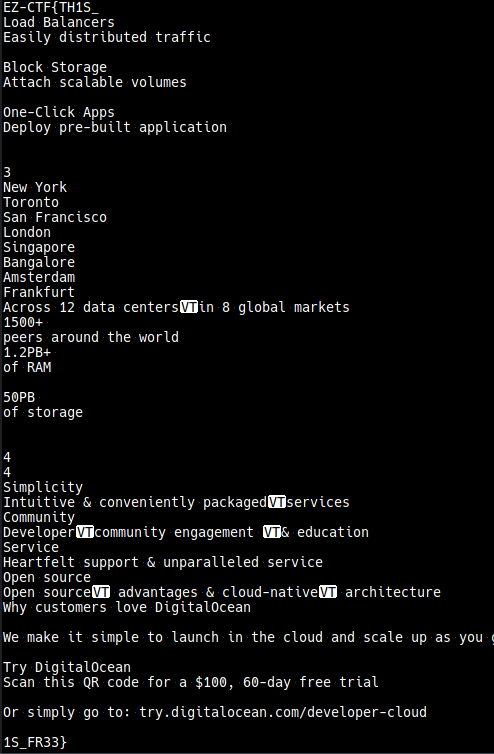 EZ-CTF{TH1S_
Load Balancers
Easily distributed traffic
Block Storage
Attach scalable volumes
One-Click Apps
Deploy pre-built application
3
New York
Toronto
San Francisco
London
Singapore
Bangalore
Amsterdam
Frankfurt
Across 12 data centersVTin 8 global markets
1500+
peers around the world
1.2PB+
of RAM
50PB
of storage
4
4
Simplicity
Intuitive & conveniently packagedVTservices
Community
DeveloperVTcommunity engagement VT& education
Service
Heartfelt support & unparalleled service
Open source
Open sourceVT advantages & cloud-nativeVT architecture
Why customers love DigitalOcean
We make it simple to launch in the cloud and scale up as you
Try DigitalOcean
Scan this QR code for a $100, 60-day free trial
Or simply go to: try.digitalocean.com/developer-cloud
1S_FR33}